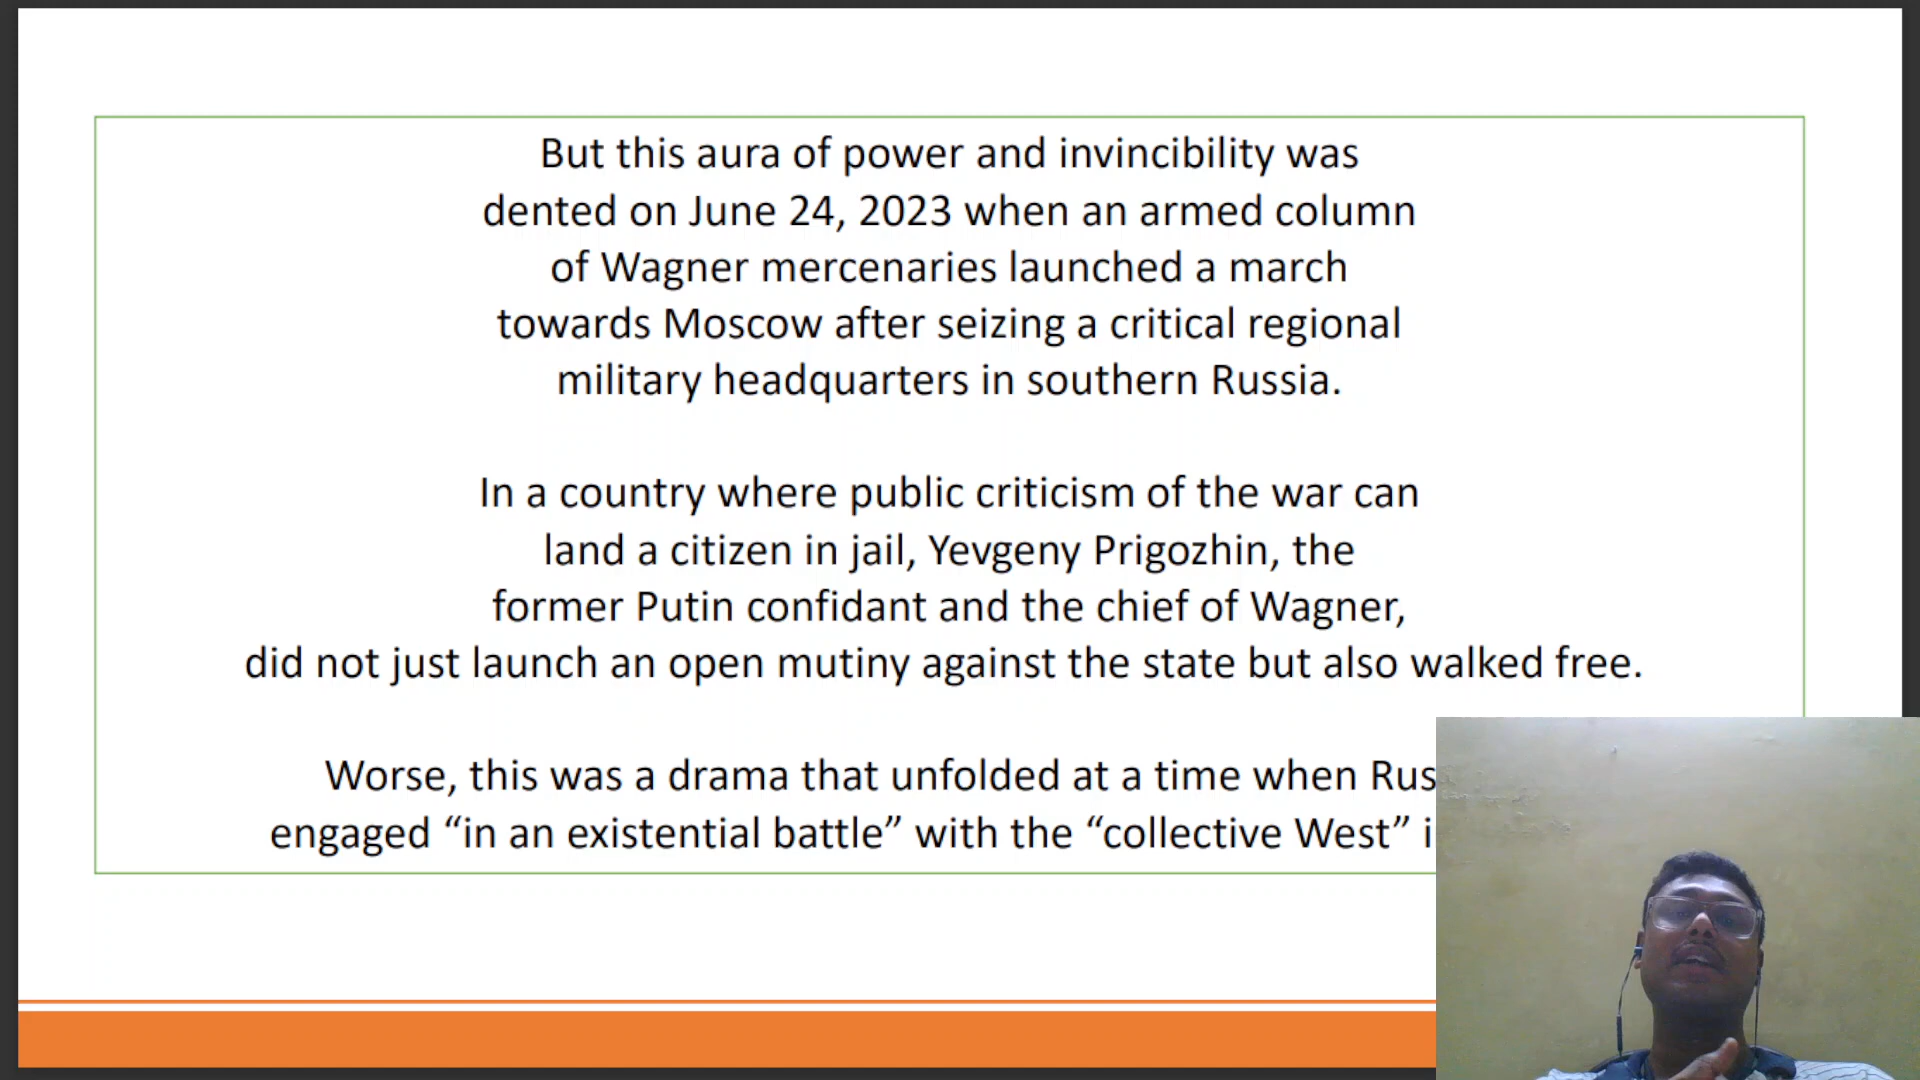 But this aura of power and invincibility was
dented on June 24, 2023 when an armed column
of Wagner mercenaries launched a march
towards Moscow after seizing a critical regional
military headquarters in southern Russia.
In a country where public criticism of the war can
land a citizen in jail, Yevgeny Prigozhin, the
former Putin confidant and the chief of Wagner,
did not just launch an open mutiny against the state but also walked free.
Worse, this was a drama that unfolded at a time when
engaged “in an existential battle” with the “collective West”